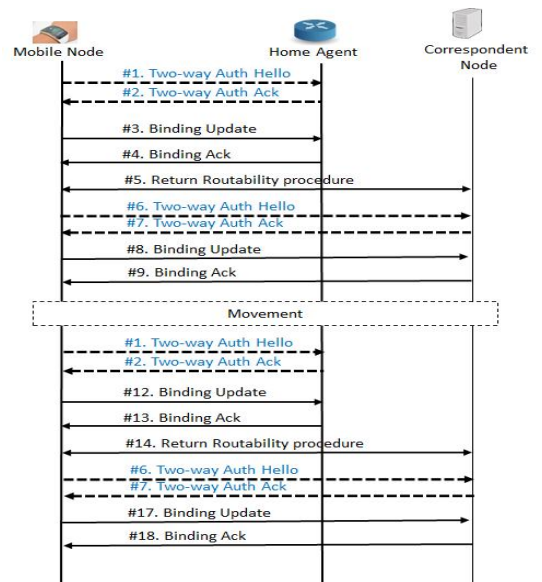 Mobile Node
Home Agent
Correspondent
Node
#1. Two-way Auth Hello
#2. Two-way Auth Ack
#3. Binding Update
#4. Binding Ack
#5. Return Routability procedure
#6. Two-way Auth Hello
#7. Two-way Auth Ack
#8. Binding Update
#9. Binding Ack
Movement
#1. Two-way Auth Hello
#2. Two-way Auth Ack
#12. Binding Update
#13. Binding Ack
#14. Return Routability procedure
#6. Two-way Auth Hello
#7. Two-way Auth Ack
#17. Binding Update
#18. Binding Ack